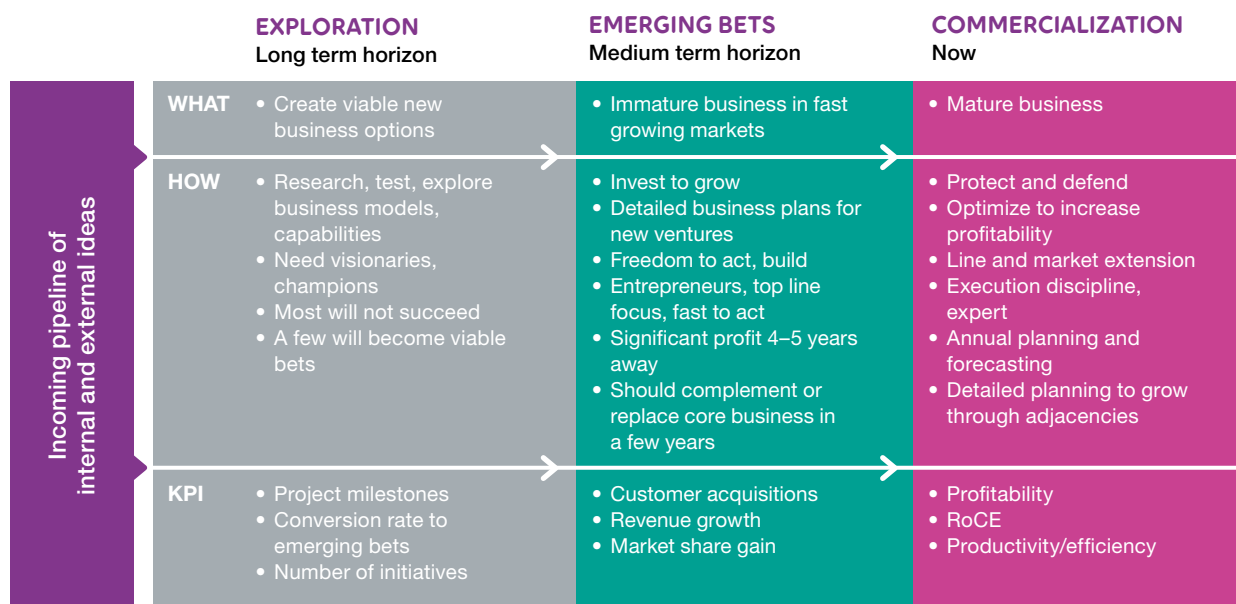 EXPLORATION
Long term horizon
EMERGING BETS
Medium term horizon
COMMERCIALIZATION
Now
Incoming pipeline of
internal and external ideas
WHAT
• Create viable new
business options
• Immature business in fast
growing markets
• Mature business
HOW
• Research, test, explore
business models,
capabilities
• Need visionaries,
champions
• Most will not succeed
• A few will become viable
bets
• Invest to grow
• Detailed business plans for
new ventures
• Freedom to act, build
• Entrepreneurs, top line
focus, fast to act
• Significant profit 4–5 years
away
• Should complement or
replace core business in
a few years
• Protect and defend
• Optimize to increase
profitability
• Line and market extension
• Execution discipline,
expert
• Annual planning and
forecasting
• Detailed planning to grow
through adjacencies
KPI
• Project milestones
• Conversion rate to
emerging bets
• Number of initiatives
• Customer acquisitions
• Revenue growth
• Market share gain
• Profitability
• RoCE
• Productivity/efficiency